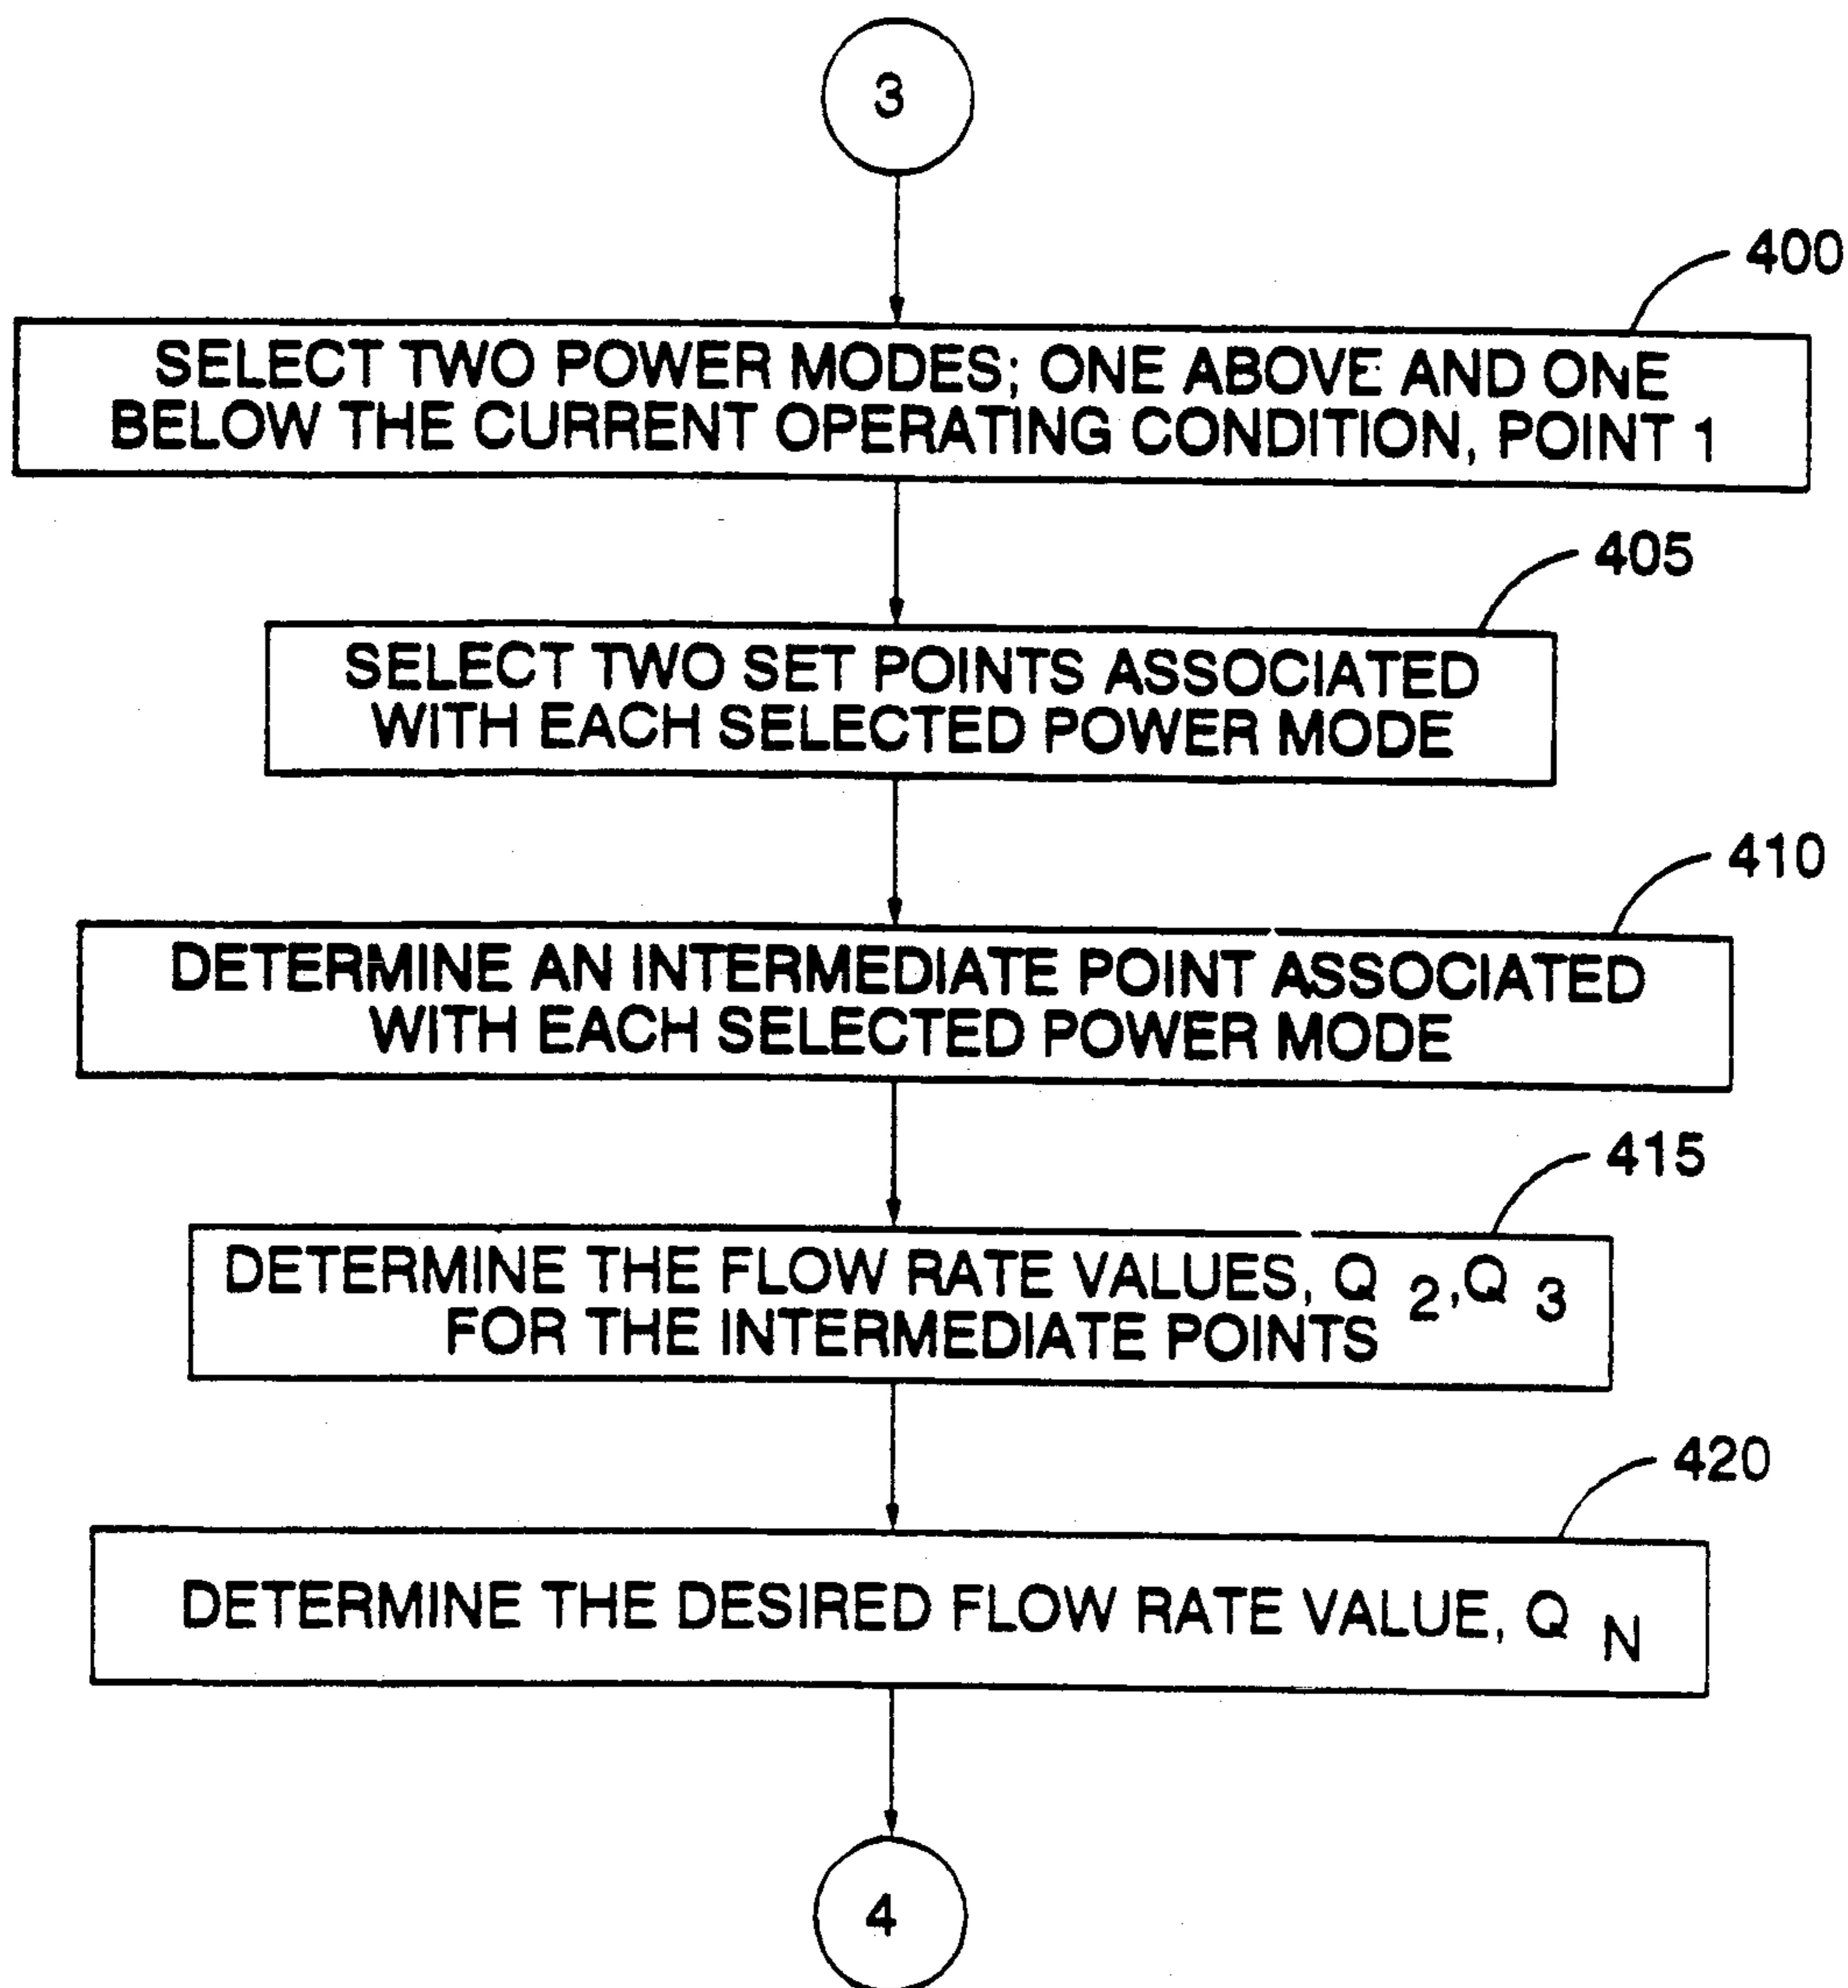 3
400
SELECT TWO POWER MODES; ONE ABOVE AND ONE
BELOW THE CURRENT OPERATING CONDITION, POINT 1
405
SELECT TWO SET POINTS ASSOCIATED
WITH EACH SELECTED POWER MODE
410
DETERMINE AN INTERMEDIATE POINT ASSOCIATED
WITH EACH SELECTED POWER MODE
415
DETERMINE THE FLOW RATE VALUES, Q 2,Q 3
FOR THE INTERMEDIATE POINTS
420
DETERMINE THE DESIRED FLOW RATE VALUE, Q N
4